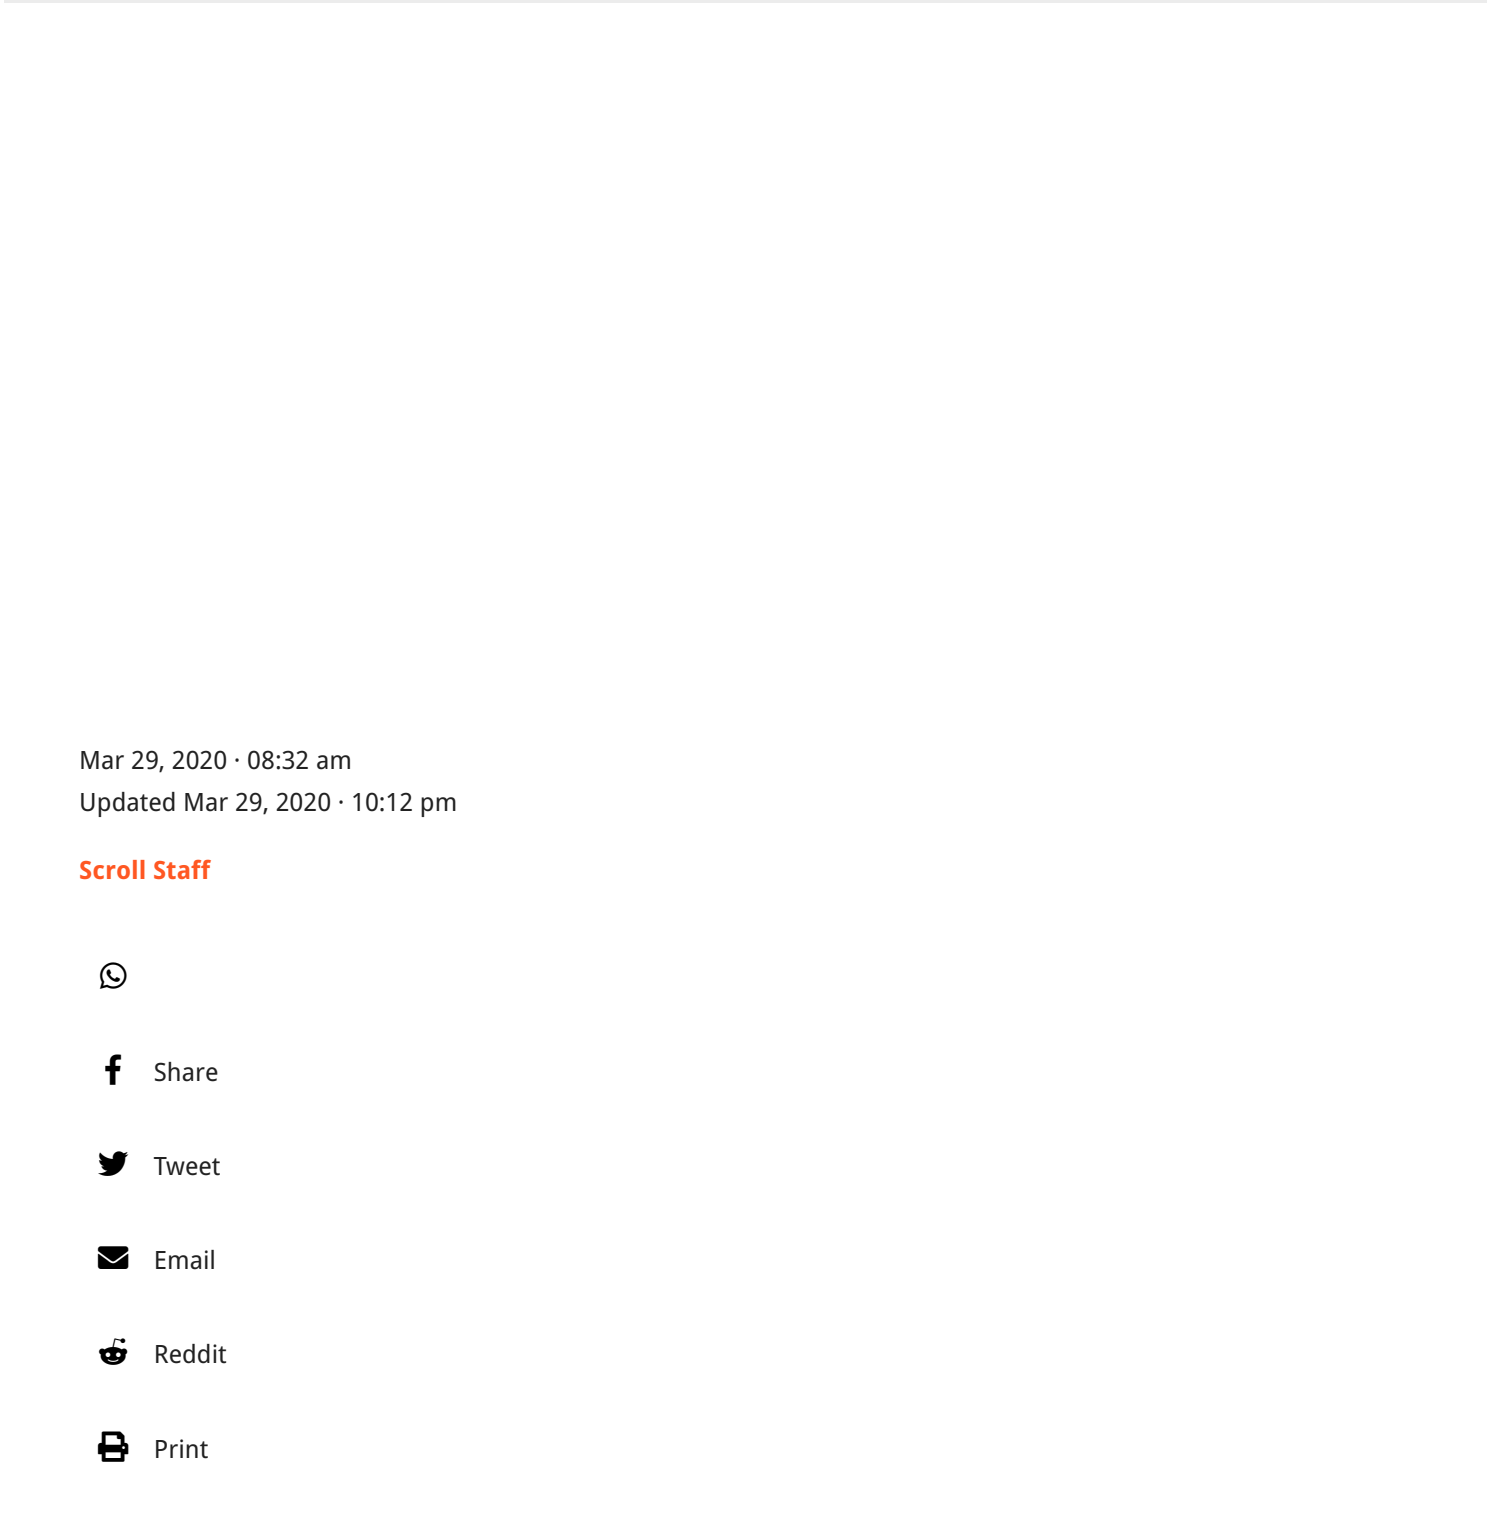 Mar 29, 2020 · 08:32 am
Updated Mar 29, 2020 · 10:12 pm
Scroll Staff
Share
Tweet
Email
Reddit
Print